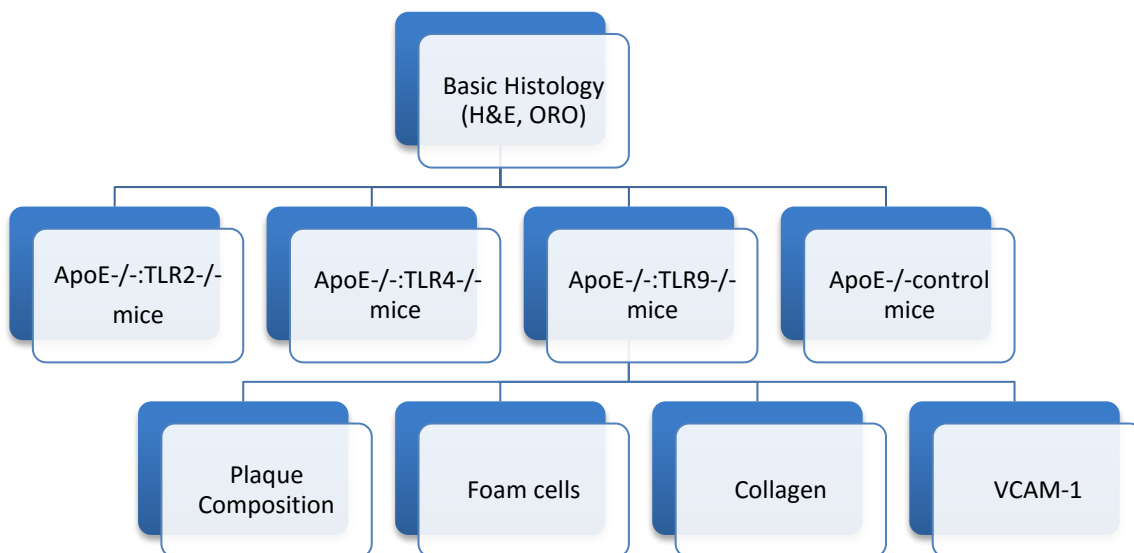 Basic Histology
(H&E, ORO)
ApoE-/-:TLR2-/-
mice
ApoE-/-:TLR4-/-
mice
ApoE-/-:TLR9-/-
mice
ApoE-/-control
mice
Plaque
Composition
Foam cells
Collagen
VCAM-1